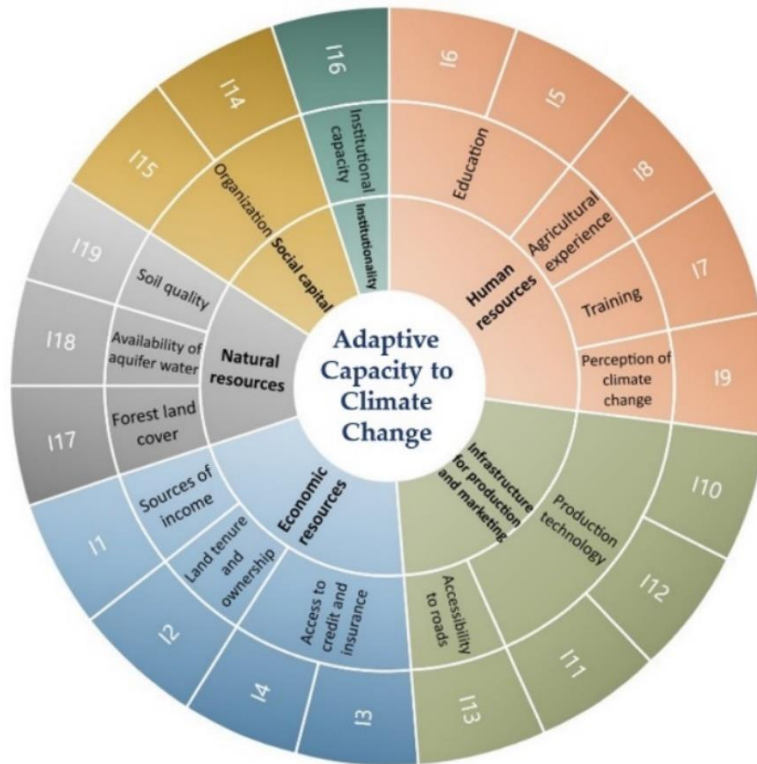 Adaptive
Capacity to
Climate
Change
Human
resources
Education
Agricultural
experience
Training
Perception of
climate
change
I6
I5
I8
I7
I9
Infrastructure
for production
and marketing
Production
technology
Accessibility
to roads
I10
I12
I11
I13
Economic
resources
Access to
credit and
insurance
Land tenure
and
ownership
Sources of
income
I3
I4
I2
I1
Natural
resources
Forest land
cover
Availability of
aquifer water
Soil quality
I17
I18
I19
Social capital
Organization
I15
I14
Institutionality
Institutional
capacity
I16